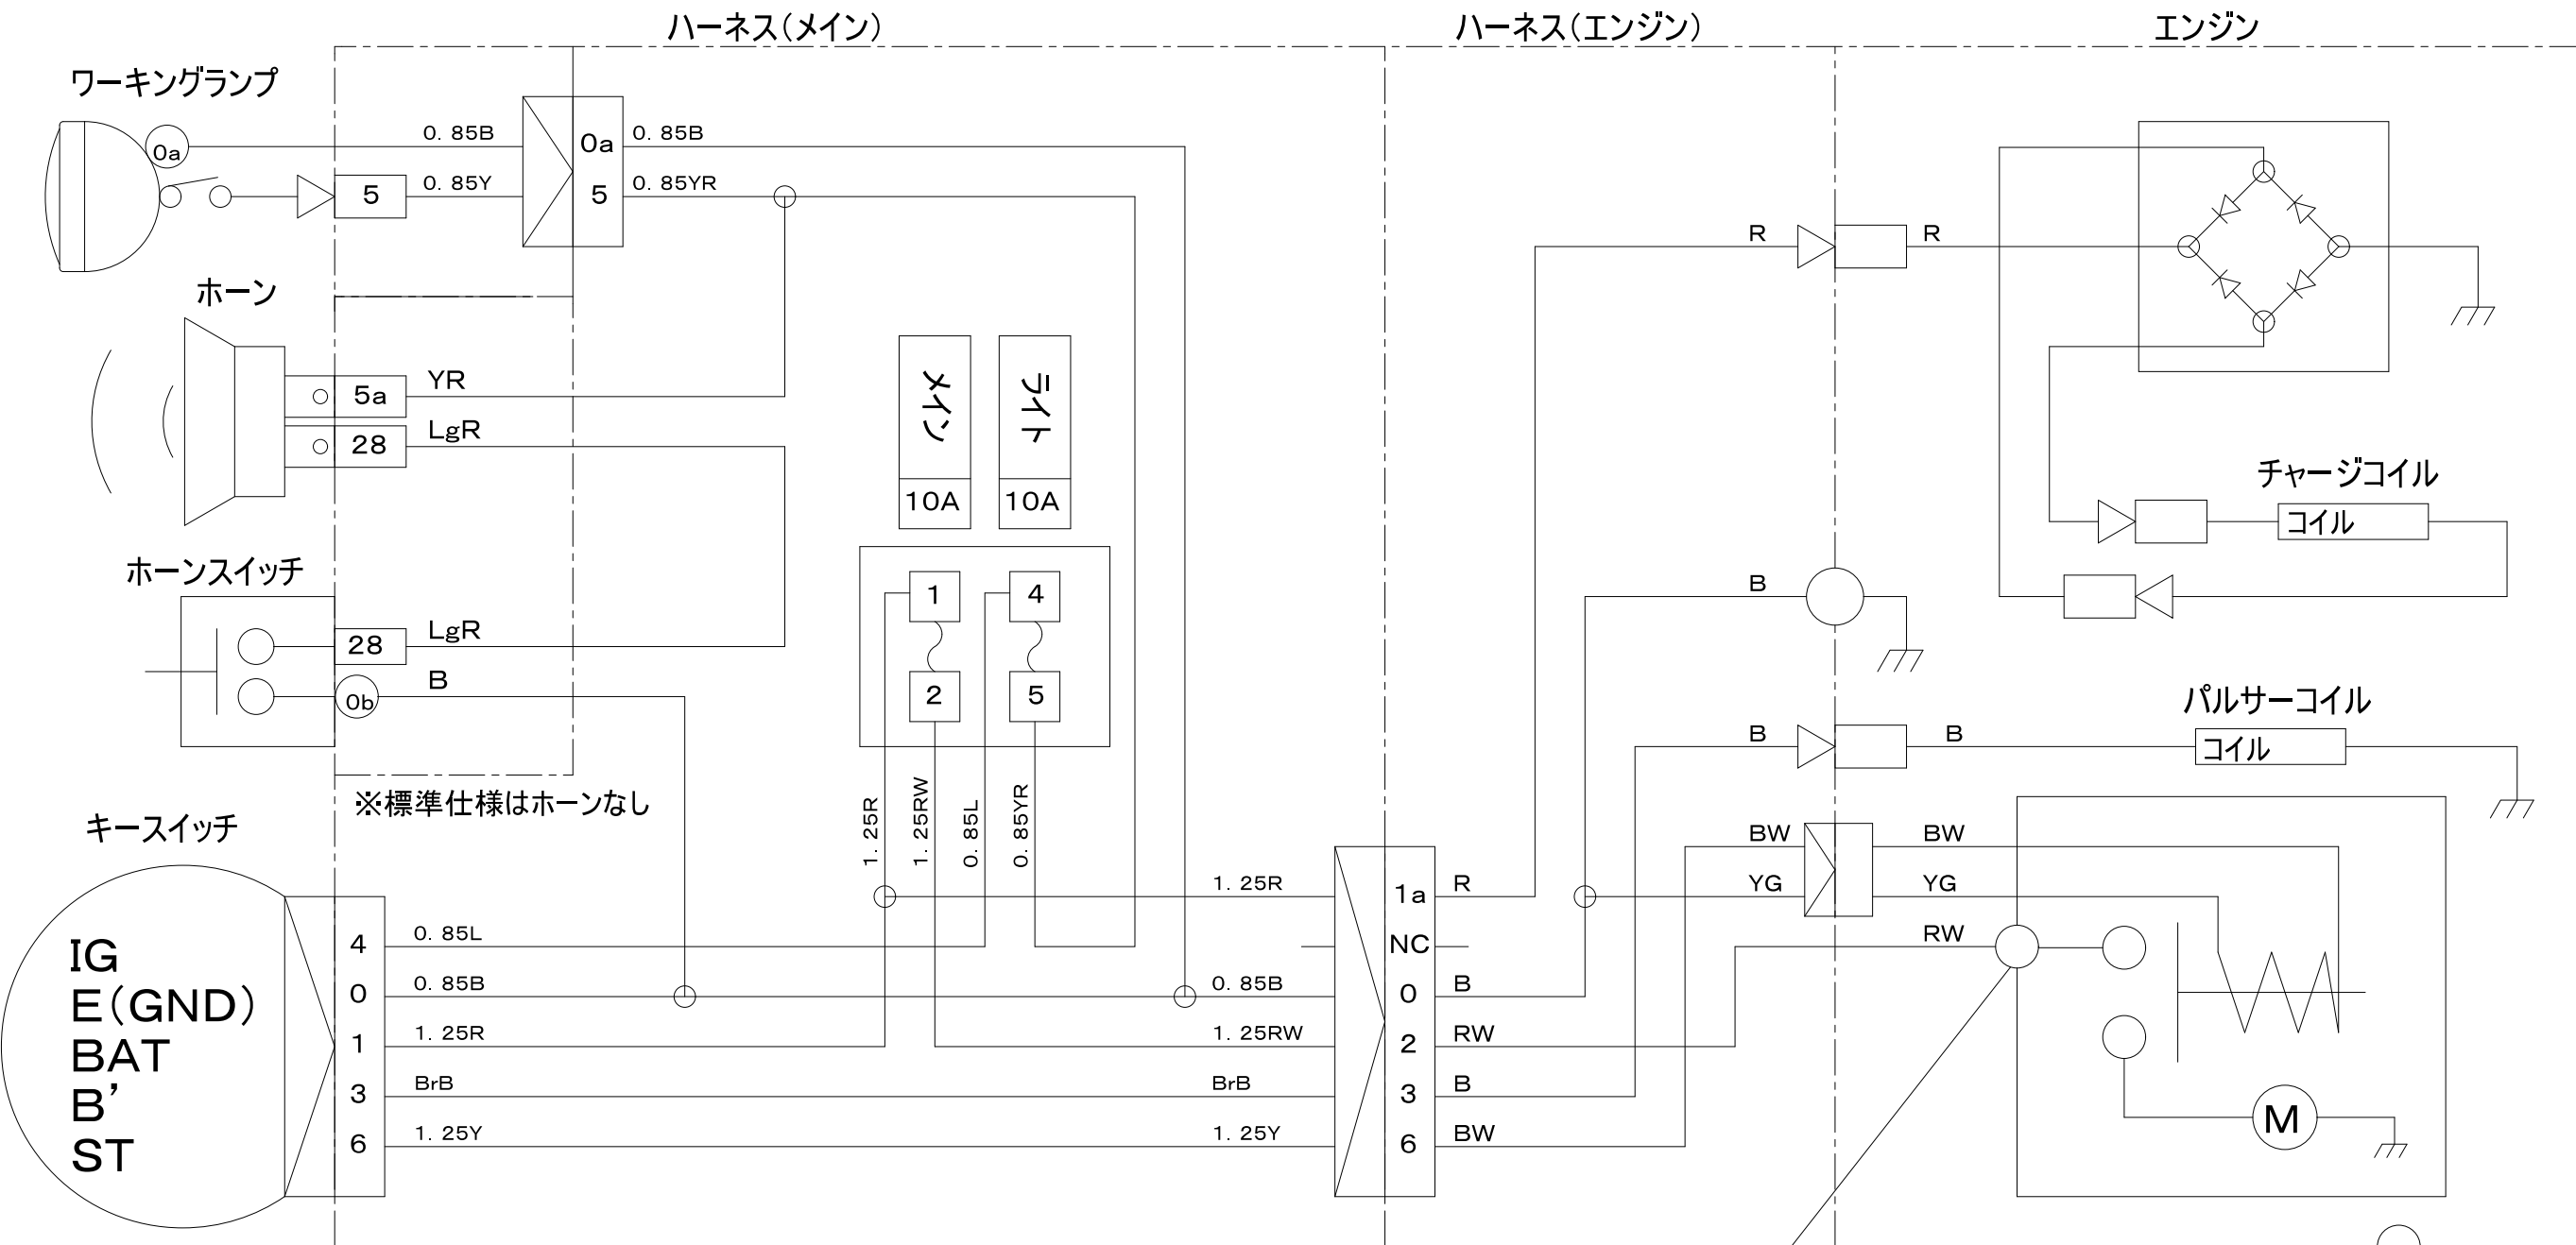 ハーネス(メイン)
ハーネス(エンジン)
エンジン
ワーキングランプ
0a
0. 85B
0a
0. 85B
5
0. 85Y
5
0. 85YR
R
R
ホーン
5a
YR
28
LgR
メイン
10A
ライト
10A
チャージコイル
コイル
ホーンスイッチ
28
LgR
0b
B
1
4
2
5
B
パルサーコイル
B
B
コイル
※標準仕様はホーンなし
1. 25R
1. 25RW
0. 85L
0. 85YR
キースイッチ
BW
BW
YG
YG
RW
1. 25R
1a
R
IG
4
0. 85L
NC
E(GND)
0
0. 85B
0. 85B
0
B
BAT
1
1. 25R
1. 25RW
2
RW
B’
3
BrB
BrB
3
B
ST
6
1. 25Y
1. 25Y
6
BW
M